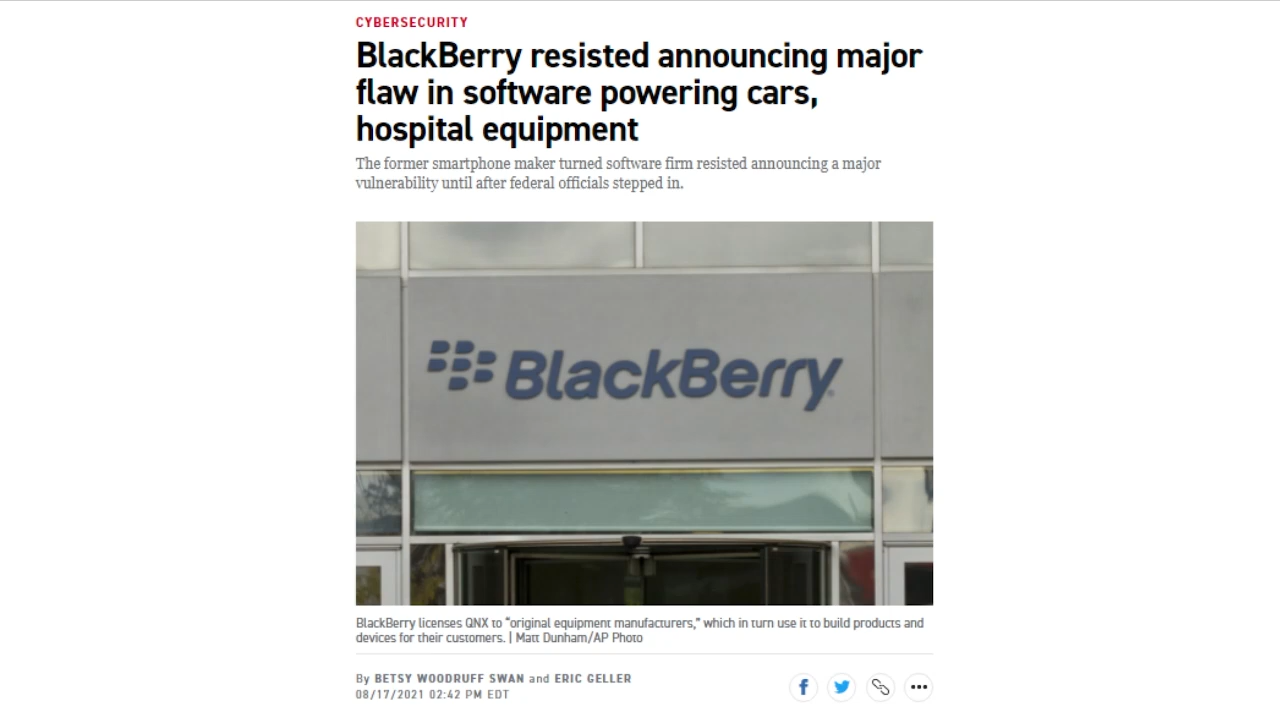 CYBERSECURITY
BlackBerry resisted announcing major
flaw in software powering cars,
hospital equipment
The former smartphone maker turned software firm resisted announcing a major
vulnerability until after federal officials stepped in.
BlackBerry
BlackBerry licenses QNX to “original equipment manufacturers,” which in turn use it to build products and
devices for their customers. | Matt Dunham/AP Photo
By BETSY WOODRUFF SWAN and ERIC GELLER
08/17/2021 02:42 PM EDT